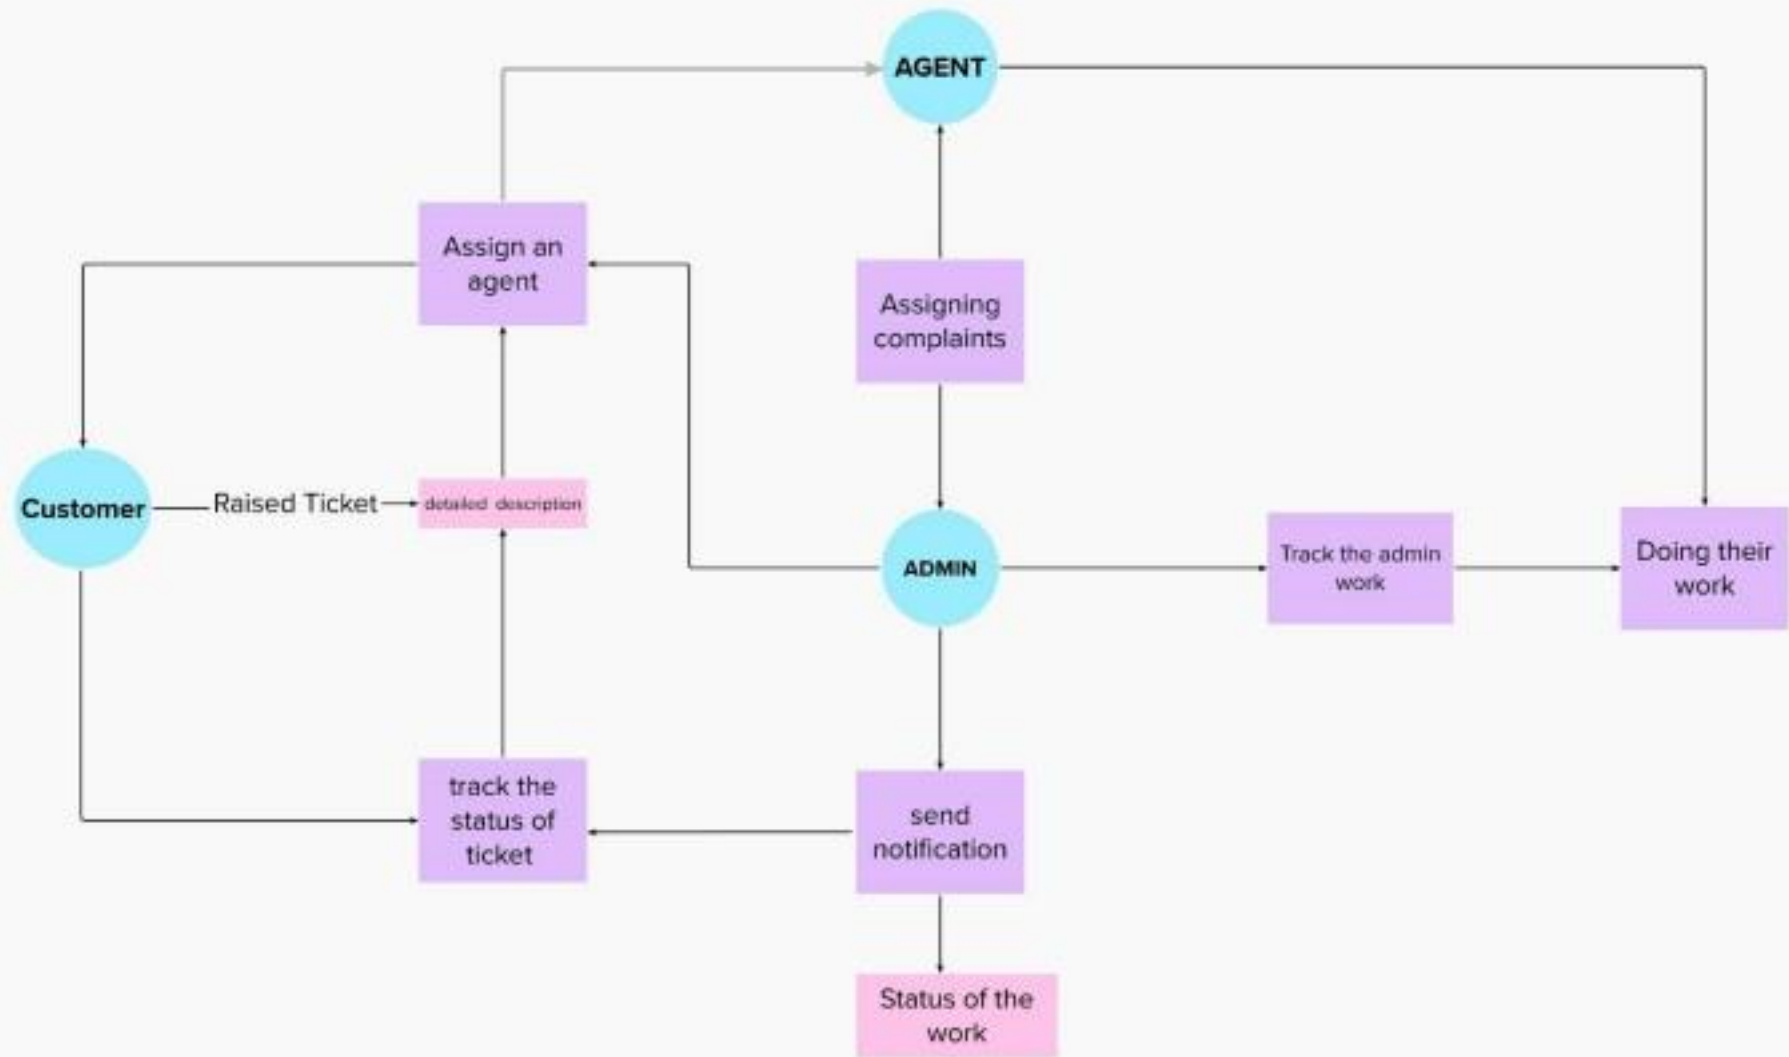 AGENT
Assign an
agent
Assigning
complaints
Customer
Raised Ticket
detailed description
ADMIN
Track the admin
work
Doing their
work
track the
status of
ticket
send
notification
Status of the
work